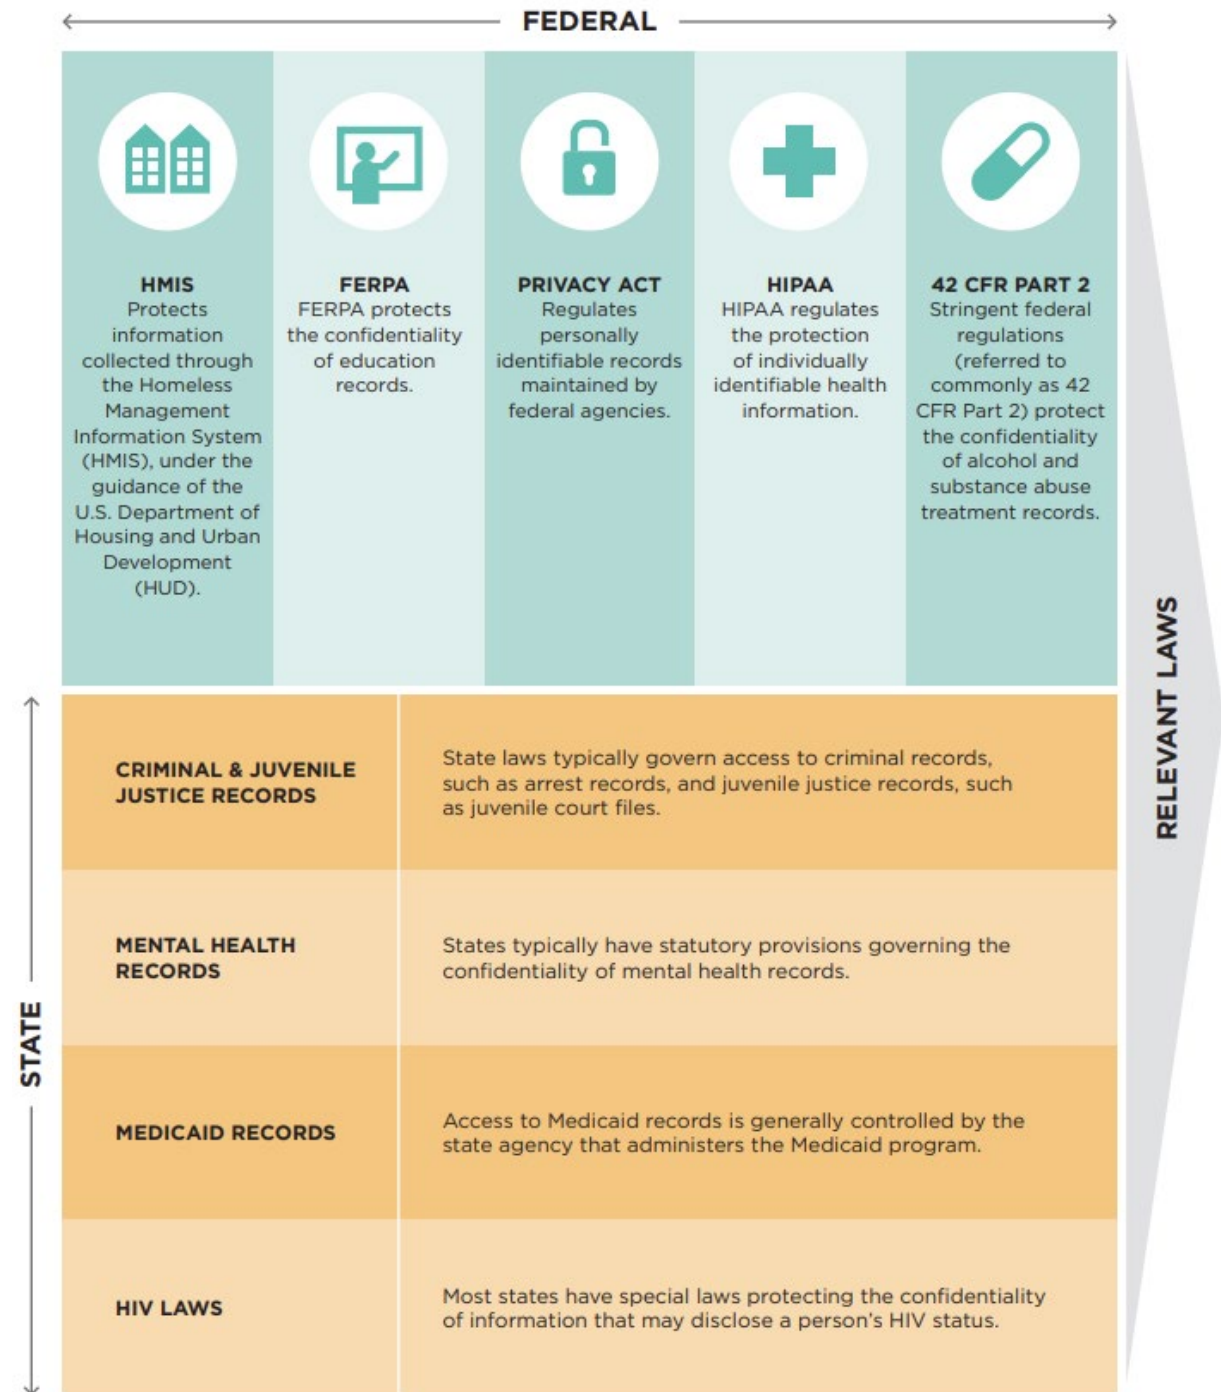 FEDERAL
HMIS
Protects
information
collected through
the Homeless
Management
Information System
(HMIS), under the
guidance of the
U.S. Department of
Housing and Urban
Development
(HUD).
FERPA
FERPA protects
the confidentiality
of education
records.
PRIVACY ACT
Regulates
personally
identifiable records
maintained by
federal agencies.
HIPAA
HIPAA regulates
the protection
of individually
identifiable health
information.
42 CFR PART 2
Stringent federal
regulations
(referred to
commonly as 42
CFR Part 2) protect
the confidentiality
of alcohol and
substance abuse
treatment records.
RELEVANT LAWS
STATE
CRIMINAL & JUVENILE
JUSTICE RECORDS
State laws typically govern access to criminal records,
such as arrest records, and juvenile justice records, such
as juvenile court files.
MENTAL HEALTH
RECORDS
States typically have statutory provisions governing the
confidentiality of mental health records.
MEDICAID RECORDS
Access to Medicaid records is generally controlled by the
state agency that administers the Medicaid program.
HIV LAWS
Most states have special laws protecting the confidentiality
of information that may disclose a person's HIV status.